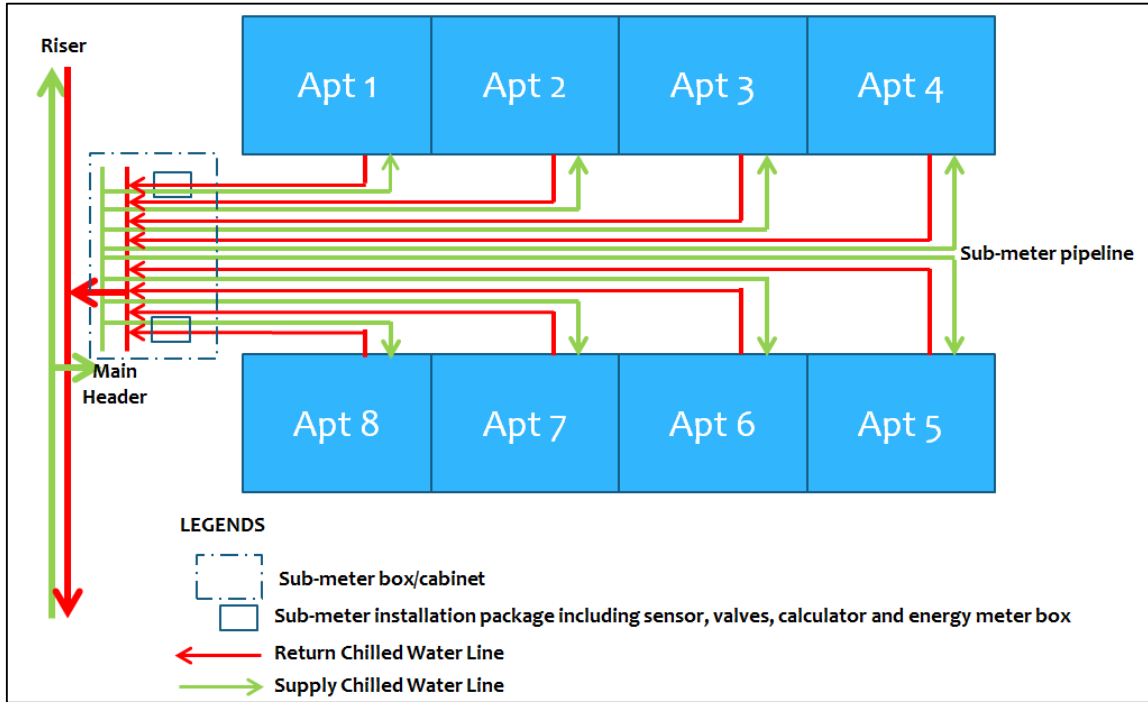 Riser
Apt 1
Apt 2
Apt 3
Apt 4
Sub-meter pipeline
Main
Header
Apt 8
Apt 7
Apt 6
Apt 5
LEGENDS
Sub-meter box/cabinet
Sub-meter installation package including sensor, valves, calculator and energy meter box
Return Chilled Water Line
Supply Chilled Water Line